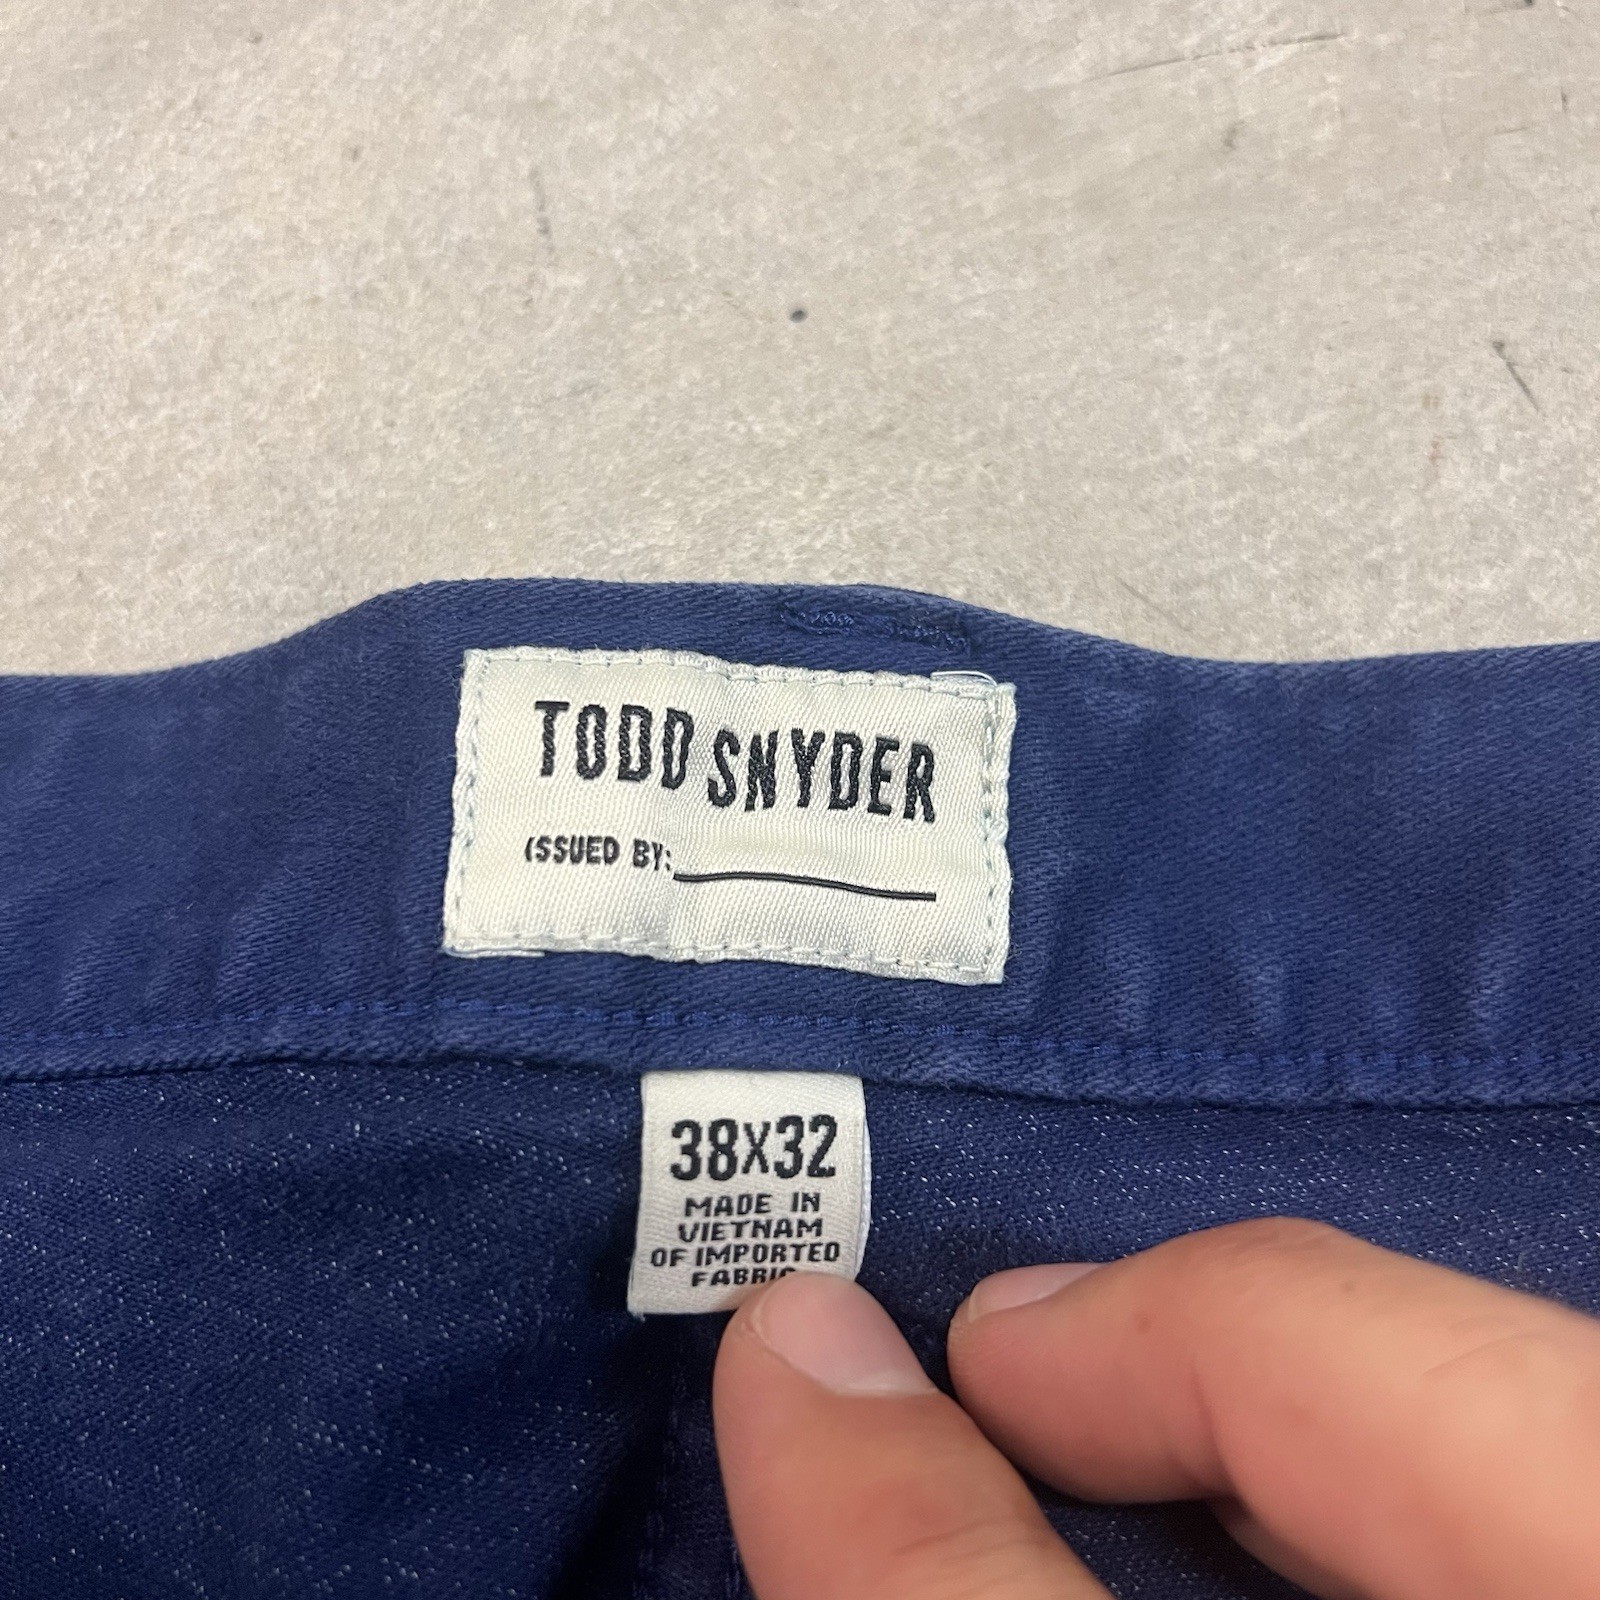 TODD SNYDER
ISSUED BY:
38X32
MADE IN
VIETNAM
OF IMPORTED
FABRIC